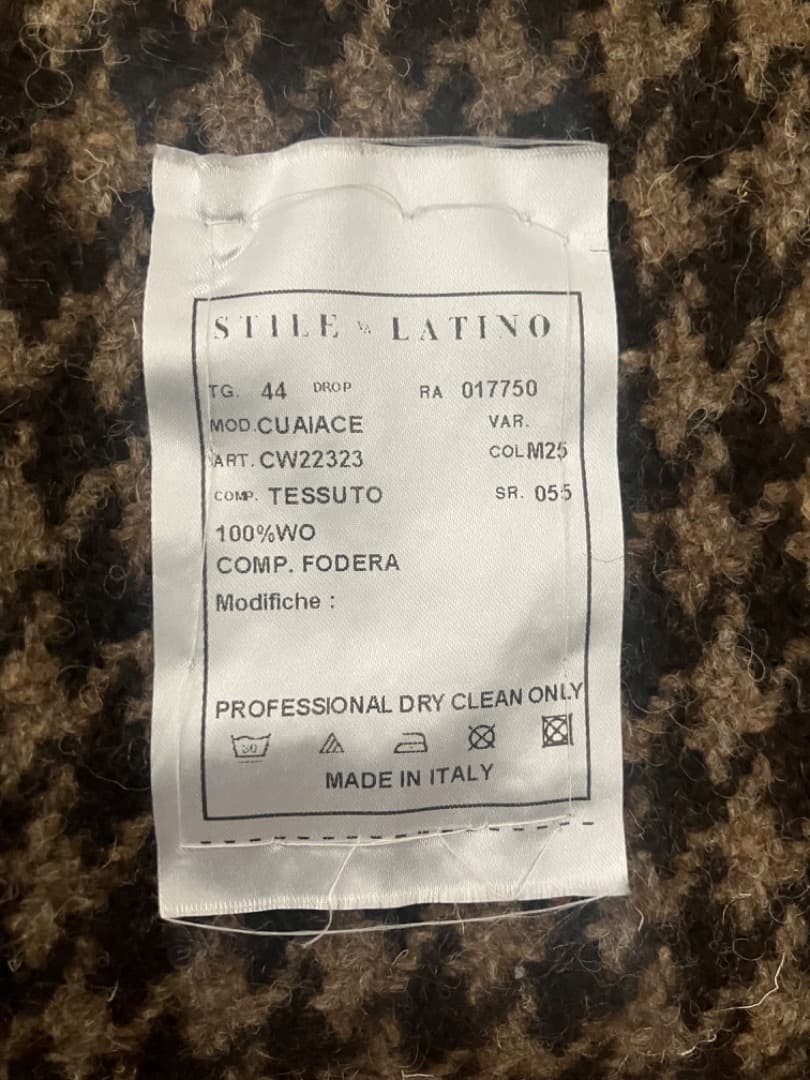 STILE LATINO
TG. 44 DROP RA 017750
MOD.CUAIACE VAR.
ART. CW22323 COL M25
COMP. TESSUTO SR. 055
100%WO
COMP. FODERA
Modifiche :
PROFESSIONAL DRY CLEAN ONLY
30
MADE IN ITALY